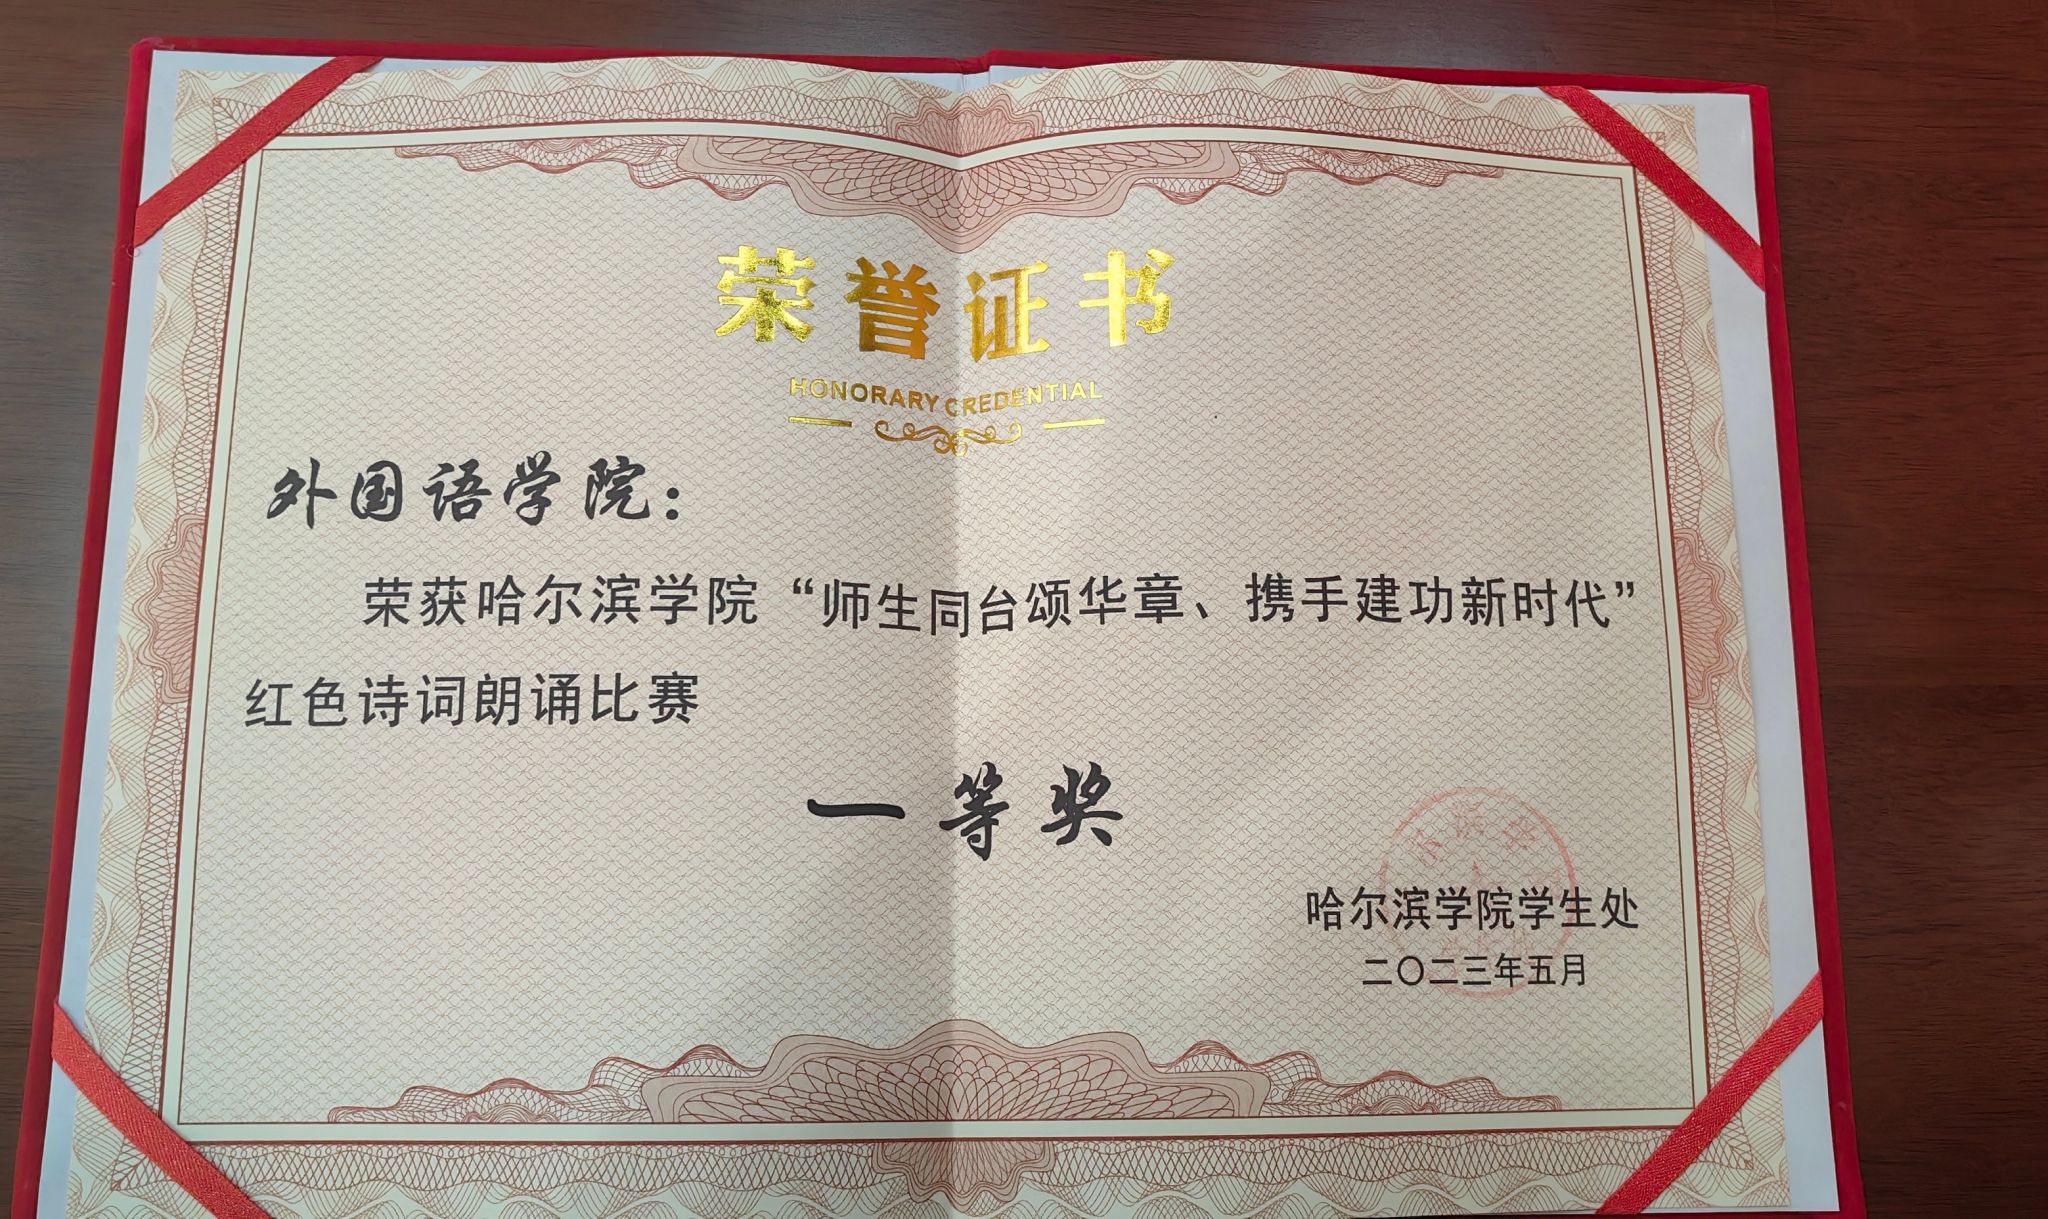 荣誉证书
HONORARY CREDENTIAL
外国语学院：
荣获哈尔滨学院“师生同台颂华章、携手建功新时代”
红色诗词朗诵比赛
一等奖
哈尔滨学院学生处
二〇二三年五月